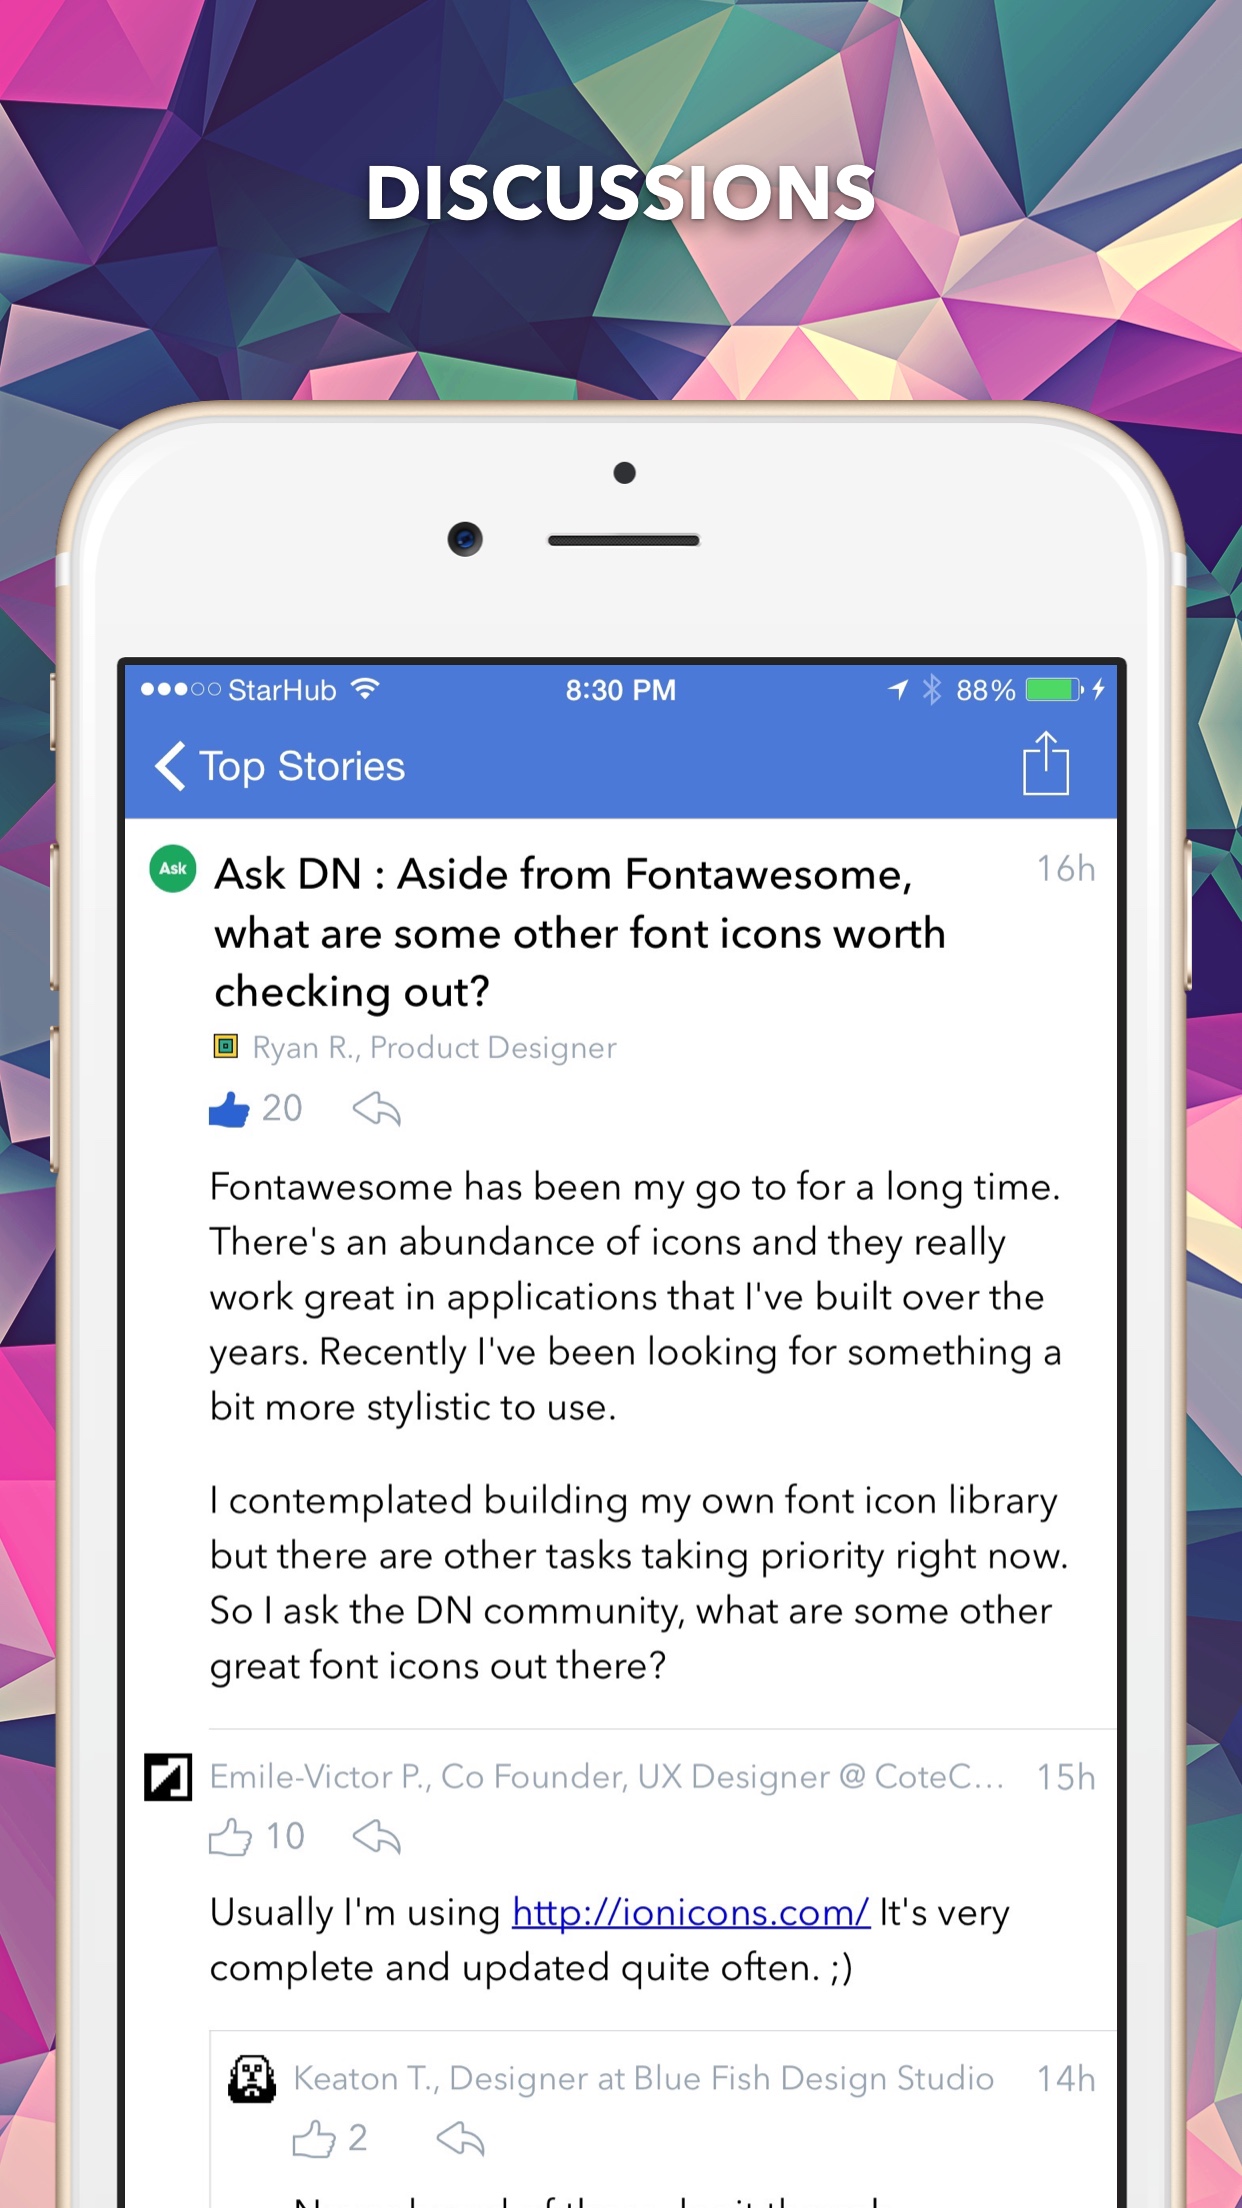 DISCUSSIONS
StarHub 8:30 PM 88%
Top Stories
Ask Ask DN : Aside from Fontawesome, 16h
what are some other font icons worth
checking out?
Ryan R., Product Designer
20
Fontawesome has been my go to for a long time.
There's an abundance of icons and they really
work great in applications that I've built over the
years. Recently I've been looking for something a
bit more stylistic to use.
I contemplated building my own font icon library
but there are other tasks taking priority right now.
So I ask the DN community, what are some other
great font icons out there?
Emile-Victor P., Co Founder, UX Designer @ CoteC... 15h
10
Usually I'm using http://ionicons.com/ It's very
complete and updated quite often. ;)
Keaton T., Designer at Blue Fish Design Studio 14h
2